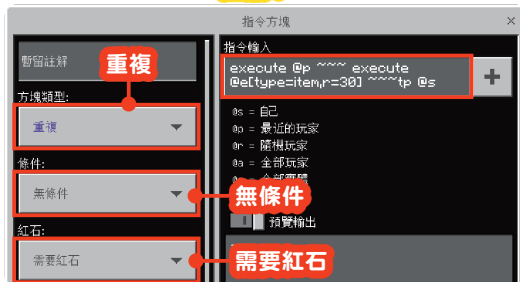 指令方塊
×
暫留註解
重複
方塊類型:
重複
條件:
無條件
無條件
紅石:
需要紅石
需要紅石
指令輸入
execute @p ~~~ execute
@e[type=item,r=30] ~~~tp @s
+
@s = 自己
@p = 最近的玩家
@r = 隨機玩家
@a = 全部玩家
預覽輸出